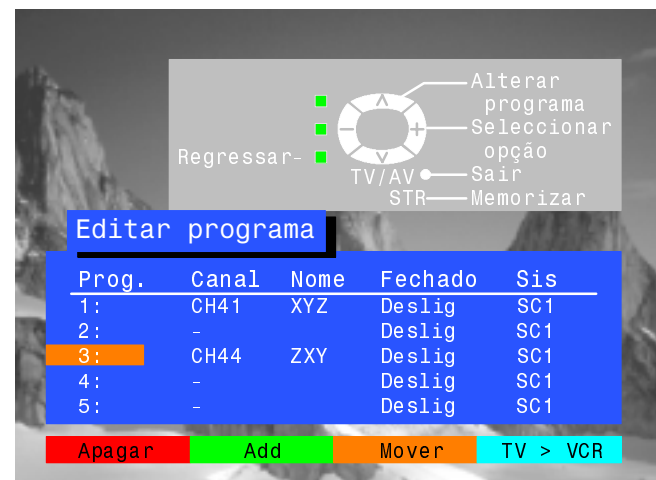 Alterar
programa
Seleccionar
opção
Regressar-
TV/AV Sair
STR Memorizar
Editar programa
Prog. Canal Nome Fechado Sis
1: CH41 XYZ Deslig SC1
2: - Deslig SC1
3: CH44 ZXY Deslig SC1
4: - Deslig SC1
5: - Deslig SC1
Apagar Add Mover TV > VCR